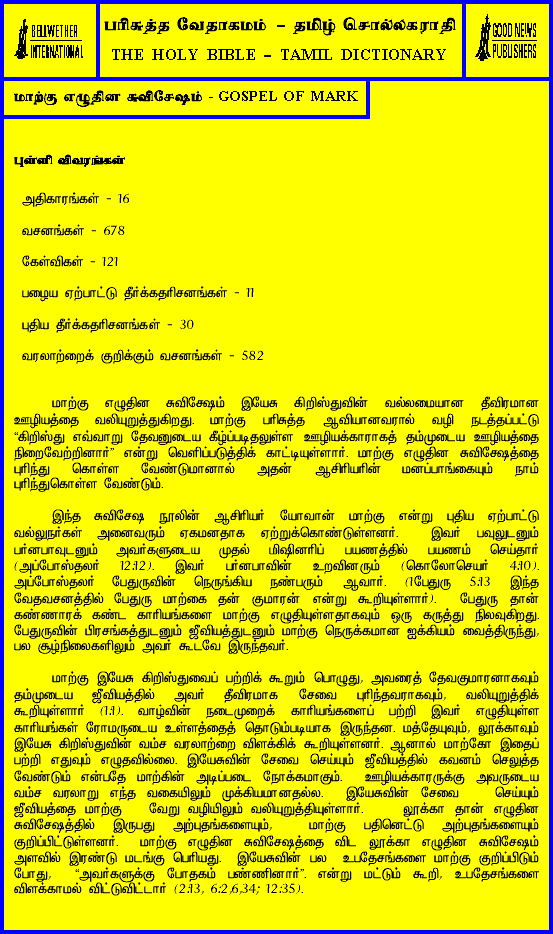 BELLWETHER
INTERNATIONAL
பரிசுத்த வேதாகமம் – தமிழ் சொல்லகராதி
THE HOLY BIBLE – TAMIL DICTIONARY
GOOD NEWS
PUBLISHERS
மாற்கு எழுதின சுவிசேஷம் - GOSPEL OF MARK
புள்ளி விவரங்கள்
அதிகாரங்கள் - 16
வசனங்கள் - 678
கேள்விகள் - 121
பழைய ஏற்பாட்டு தீர்க்கதரிசனங்கள் - 11
புதிய தீர்க்கதரிசனங்கள் - 30
வரலாற்றைக் குறிக்கும் வசனங்கள் - 582
மாற்கு எழுதின சுவிசேஷம் இயேசு கிறிஸ்துவின் வல்லமையான தீவிரமான
ஊழியத்தை வலியுறுத்துகிறது. மாற்கு பரிசுத்த ஆவியானவரால் வழி நடத்தப்பட்டு
“கிறிஸ்து எவ்வாறு தேவனுடைய கீழ்ப்படிதலுள்ள ஊழியக்காரராகத் தம்முடைய ஊழியத்தை
நிறைவேற்றினார்” என்று வெளிப்படுத்திக் காட்டியுள்ளார். மாற்கு எழுதின சுவிசேஷத்தை
புரிந்து கொள்ள வேண்டுமானால் அதன் ஆசிரியரின் மனப்பாங்கையும் நாம்
புரிந்துகொள்ள வேண்டும்.
இந்த சுவிசேஷ நூலின் ஆசிரியர் யோவான் மாற்கு என்று புதிய ஏற்பாட்டு
வல்லுநர்கள் அனைவரும் ஏகமனதாக ஏற்றுக்கொண்டுள்ளனர். இவர் பவுலுடனும்
பர்னபாவுடனும் அவர்களுடைய முதல் மிஷினரிப் பயணத்தில் பயணம் செய்தார்
(அப்போஸ்தலர் 12:12). இவர் பர்னபாவின் உறவினரும் (கொலோசெயர் 4:10).
அப்போஸ்தலர் பேதுருவின் நெருங்கிய நண்பரும் ஆவார். (1பேதுரு 5:13 இந்த
வேதவசனத்தில் பேதுரு மாற்கை தன் குமாரன் என்று கூறியுள்ளார்). பேதுரு தான்
கண்ணாரக் கண்ட காரியங்களை மாற்கு எழுதியுள்ளதாகவும் ஒரு கருத்து நிலவுகிறது.
பேதுருவின் பிரசங்கத்துடனும் ஜீவியத்துடனும் மாற்கு நெருக்கமான ஐக்கியம் வைத்திருந்து,
பல சூழ்நிலைகளிலும் அவர் கூடவே இருந்தவர்.
மாற்கு இயேசு கிறிஸ்துவைப் பற்றிக் கூறும் பொழுது, அவரைத் தேவகுமாரனாகவும்
தம்முடைய ஜீவியத்தில் அவர் தீவிரமாக சேவை புரிந்தவராகவும், வலியுறுத்திக்
கூறியுள்ளார் (1:1). வாழ்வின் நடைமுறைக் காரியங்களைப் பற்றி இவர் எழுதியுள்ள
காரியங்கள் ரோமருடைய உள்ளத்தைத் தொடும்படியாக இருந்தன. மத்தேயுவும், லூக்காவும்
இயேசு கிறிஸ்துவின் வம்ச வரலாற்றை விளக்கிக் கூறியுள்ளனர். ஆனால் மாற்கோ இதைப்
பற்றி எதுவும் எழுதவில்லை. இயேசுவின் சேவை செய்யும் ஜீவியத்தில் கவனம் செலுத்த
வேண்டும் என்பதே மாற்கின் அடிப்படை நோக்கமாகும். ஊழியக்காரருக்கு அவருடைய
வம்ச வரலாறு எந்த வகையிலும் முக்கியமானதல்ல. இயேசுவின் சேவை செய்யும்
ஜீவியத்தை மாற்கு வேறு வழியிலும் வலியுறுத்தியுள்ளார். லூக்கா தான் எழுதின
சுவிசேஷத்தில் இருபது அற்புதங்களையும், மாற்கு பதினெட்டு அற்புதங்களையும்
குறிப்பிட்டுள்ளனர். மாற்கு எழுதின சுவிசேஷத்தை விட லூக்கா எழுதின சுவிசேஷம்
அளவில் இரண்டு மடங்கு பெரியது. இயேசுவின் பல உபதேசங்களை மாற்கு குறிப்பிடும்
போது, “அவர்களுக்கு போதகம் பண்ணினார்”. என்று மட்டும் கூறி, உபதேசங்களை
விளக்காமல் விட்டுவிட்டார் (2:13, 6:2,6,34; 12:35).